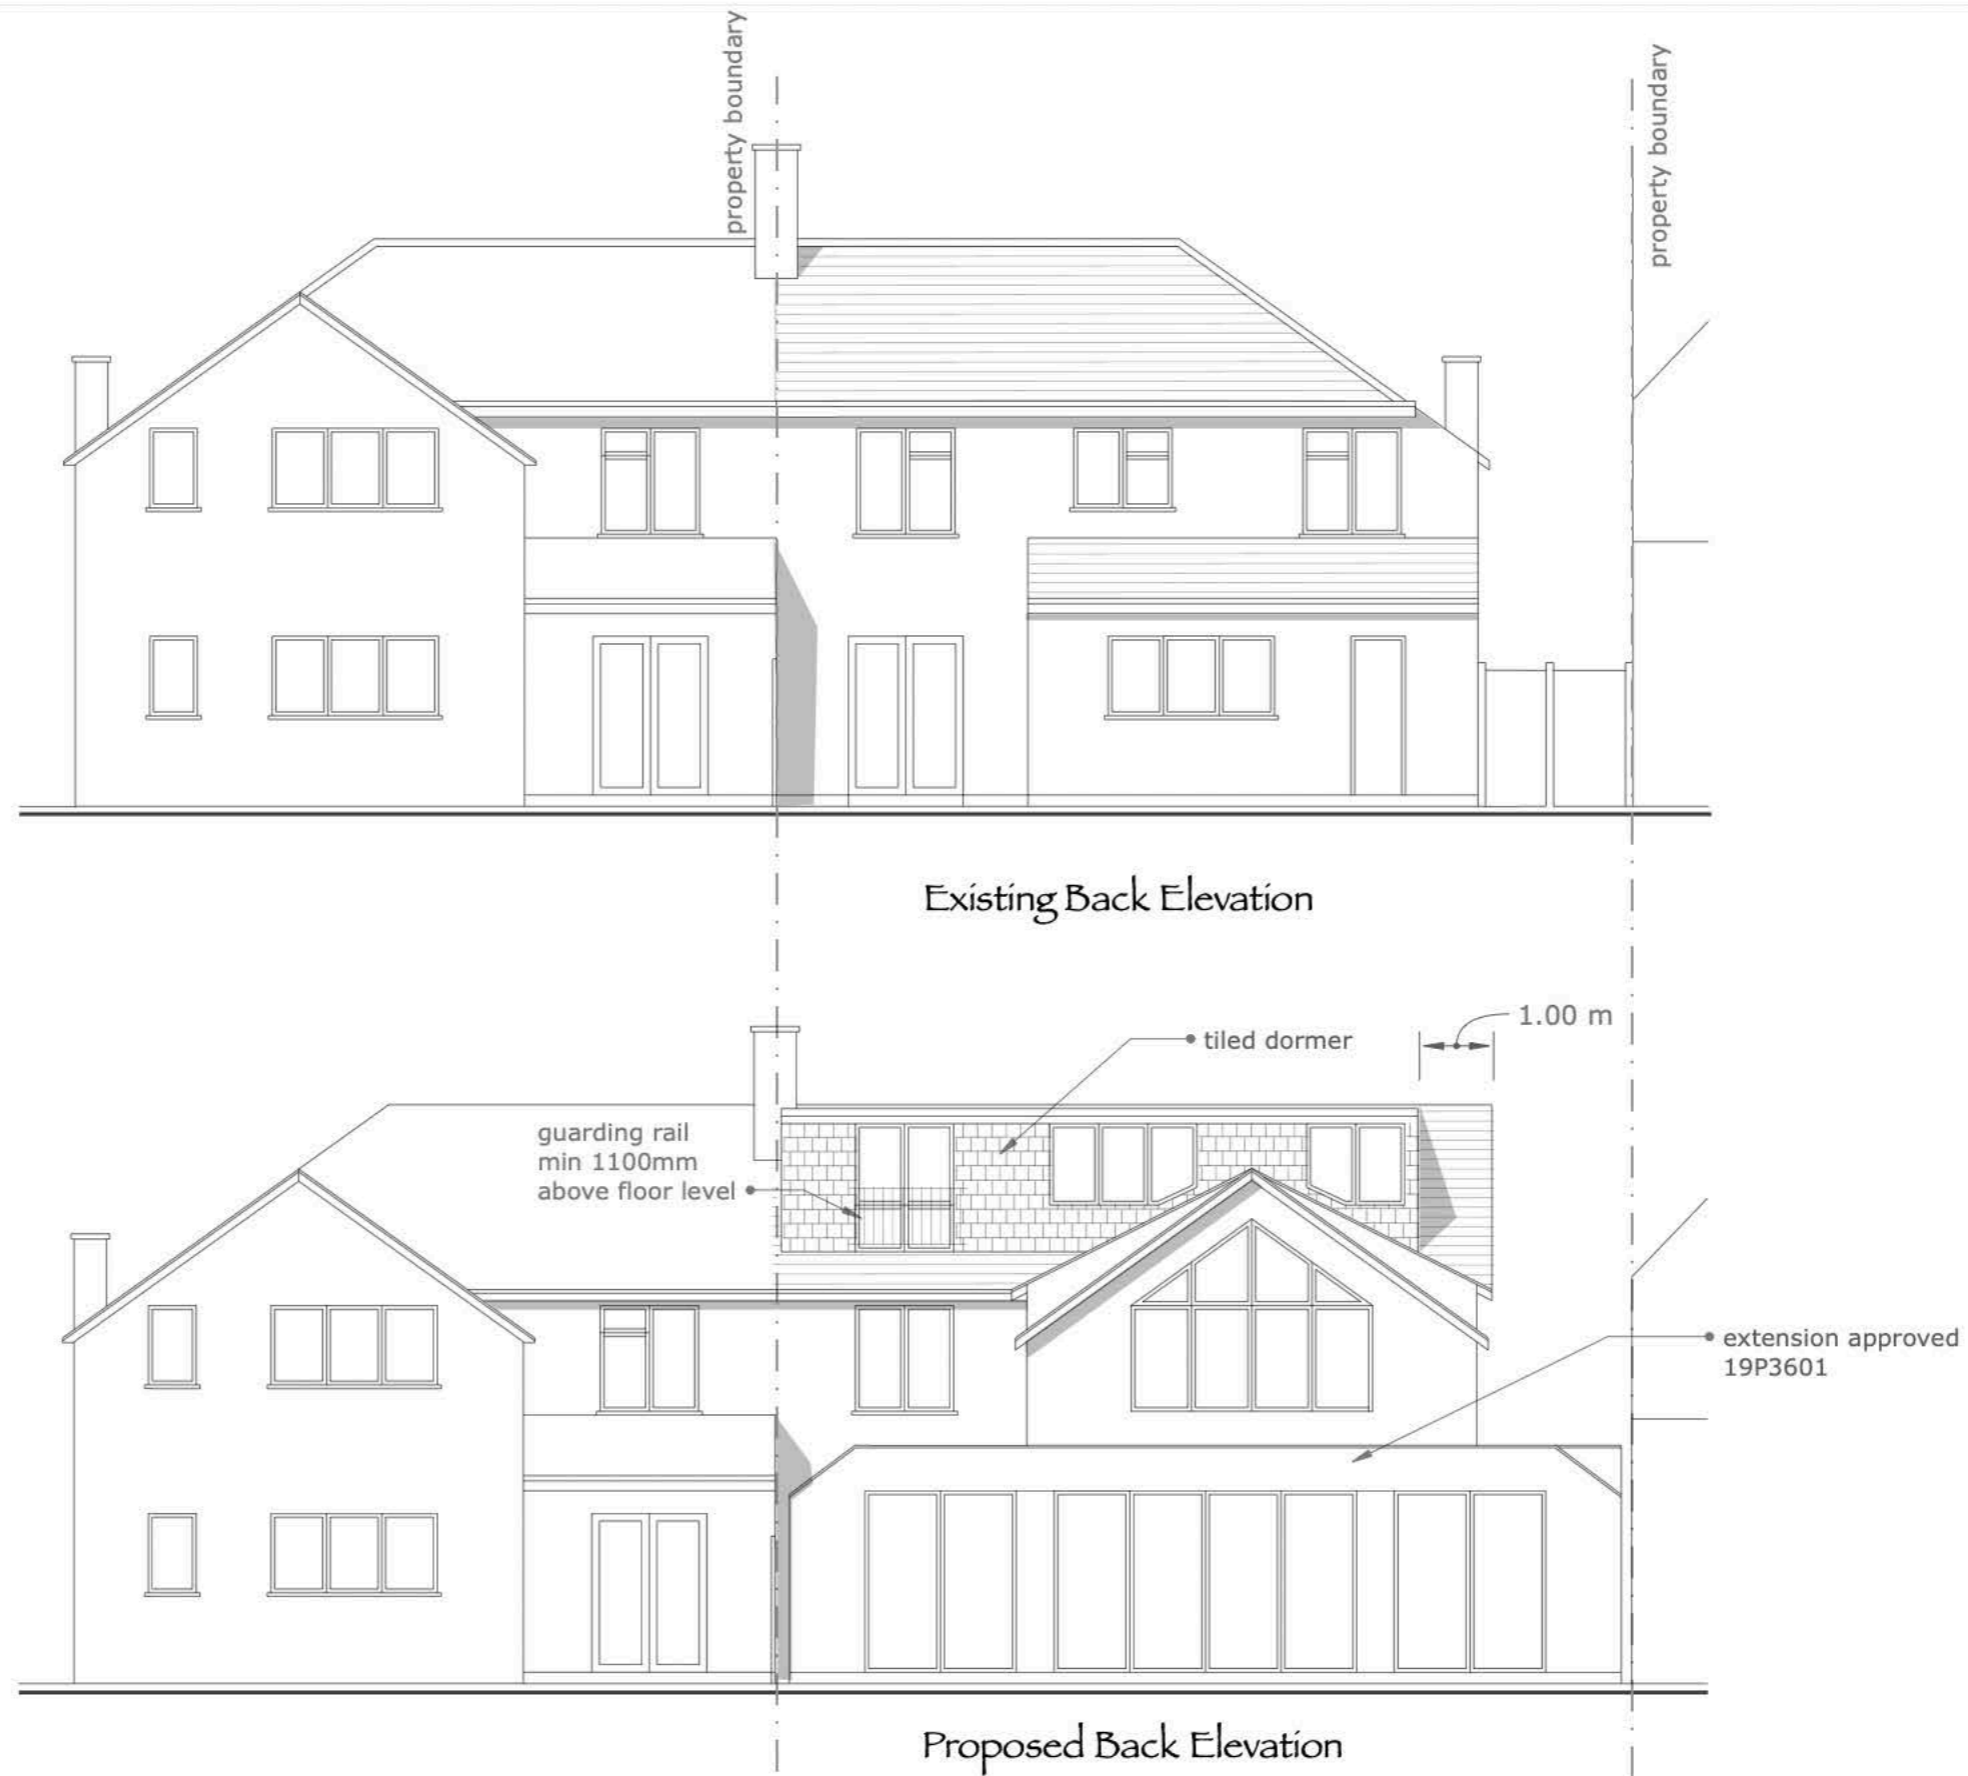 property boundary
property boundary
Existing Back Elevation
1.00 m
tiled dormer
guarding rail
min 1100mm
above floor level
extension approved
19P3601
Proposed Back Elevation